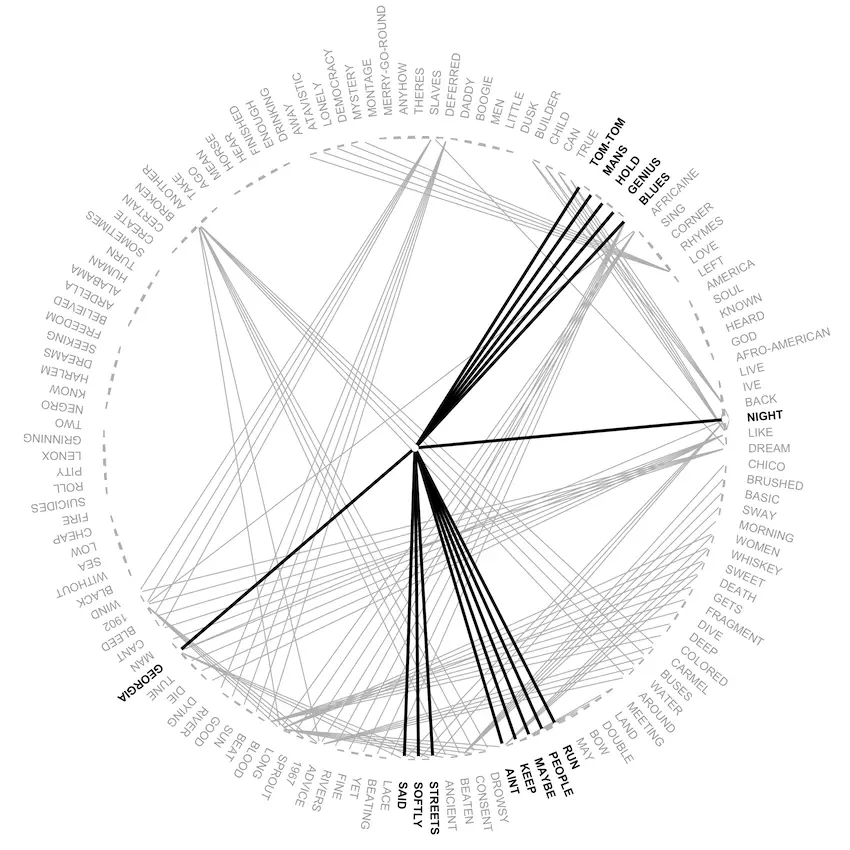 MERRY-GO-ROUND
ANYHOW
THERES
SLAVES
DEFERRED
DADDY
BOOGIE
MEN
LITTLE
DUSK
BUILDER
CHILD
CAN
TRUE
TOM-TOM
MANS
HOLD
GENIUS
BLUES
AFRICAINE
SING
CORNER
RHYMES
LOVE
LEFT
AMERICA
SOUL
KNOWN
HEARD
GOD
AFRO-AMERICAN
LIVE
IVE
BACK
NIGHT
LIKE
DREAM
CHICO
BRUSHED
BASIC
SWAY
MORNING
WOMEN
WHISKEY
SWEET
DEATH
GETS
FRAGMENT
DIVE
DEEP
COLORED
CARMEL
BUSES
WATER
AROUND
MEETING
LAND
DOUBLE
BOW
MAY
RUN
PEOPLE
MAYBE
KEEP
AINT
DROWSY
CONSENT
BEATEN
ANCIENT
STREETS
SOFTLY
SAID
LACE
BEATING
YET
FINE
RIVERS
ADVICE
1967
SPROUT
LONG
BLOOD
BEAT
SUN
GOOD
RIVER
DYING
DIE
TUNE
GEORGIA
MAN
CANT
BLEED
1902
WIND
BLACK
WITHOUT
SEA
LOW
CHEAP
FIRE
SUICIDES
ROLL
PITY
LENOX
GRINNING
TWO
NEGRO
KNOW
HARLEM
DREAMS
SEEKING
FREEDOM
BELIEVED
ARDELLA
ALABAMA
HUMAN
TURN
SOMETIMES
CREATE
CERTAIN
BROKEN
ANOTHER
TAKE
AGO
MEAN
HORSE
HEAR
FINISHED
ENOUGH
DRINKING
AWAY
ATAVISTIC
LONELY
DEMOCRACY
MYSTERY
MONTAGE